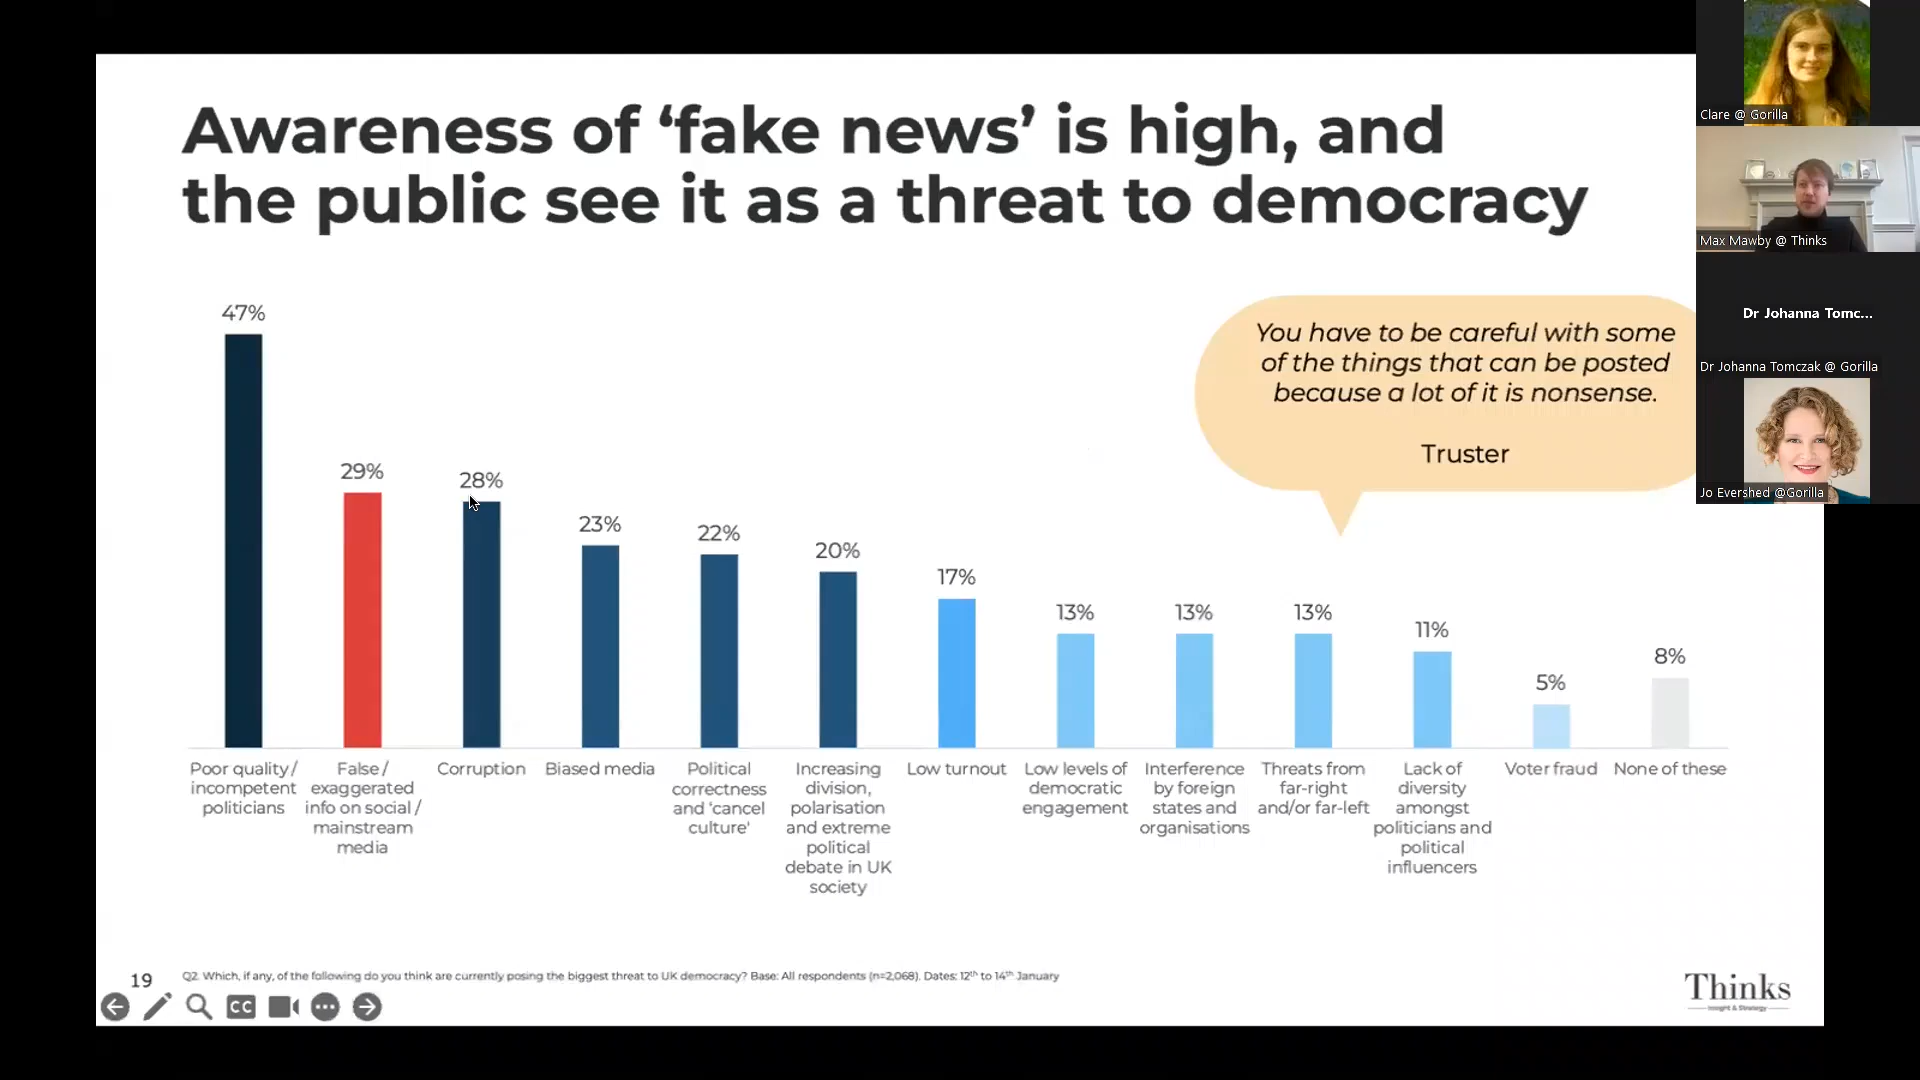 Awareness of ‘fake news’ is high, and
the public see it as a threat to democracy
47%
29%
28%
23%
22%
20%
17%
13%
13%
13%
11%
5%
8%
You have to be careful with some
of the things that can be posted
because a lot of it is nonsense.
Truster
Poor quality /
incompetent
politicians
False /
exaggerated
info on social /
mainstream
media
Corruption
Biased media
Political
correctness
and ‘cancel
culture’
Increasing
division,
polarisation
and extreme
political
debate in UK
society
Low turnout
Low levels of
democratic
engagement
Interference
by foreign
states and
organisations
Threats from
far-right
and/or far-left
Lack of
diversity
amongst
politicians and
political
influencers
Voter fraud
None of these
19
Q2. Which, if any, of the following do you think are currently posing the biggest threat to UK democracy? Base: All respondents (n=2,068). Dates: 12th to 14th January
CC
Thinks
Insight & Strategy
Clare @ Gorilla
Max Mawby @ Thinks
Dr Johanna Tomc...
Dr Johanna Tomczak @ Gorilla
Jo Evershed @Gorilla